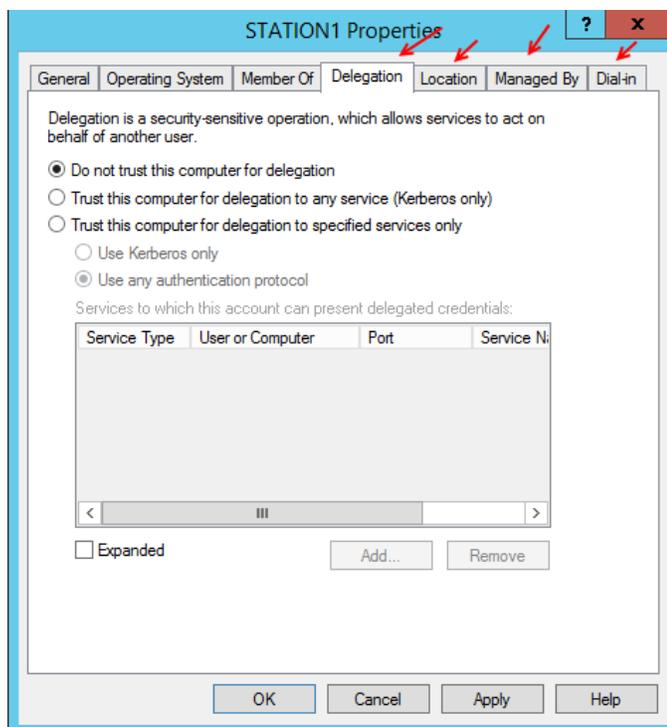 STATION1 Properties
?
x
General Operating System Member Of Delegation Location Managed By Dial-in
Delegation is a security-sensitive operation, which allows services to act on
behalf of another user.
Do not trust this computer for delegation
Trust this computer for delegation to any service (Kerberos only)
Trust this computer for delegation to specified services only
Use Kerberos only
Use any authentication protocol
Services to which this account can present delegated credentials:
Service Type User or Computer Port Service Na
Expanded
Add... Remove
OK Cancel Apply Help